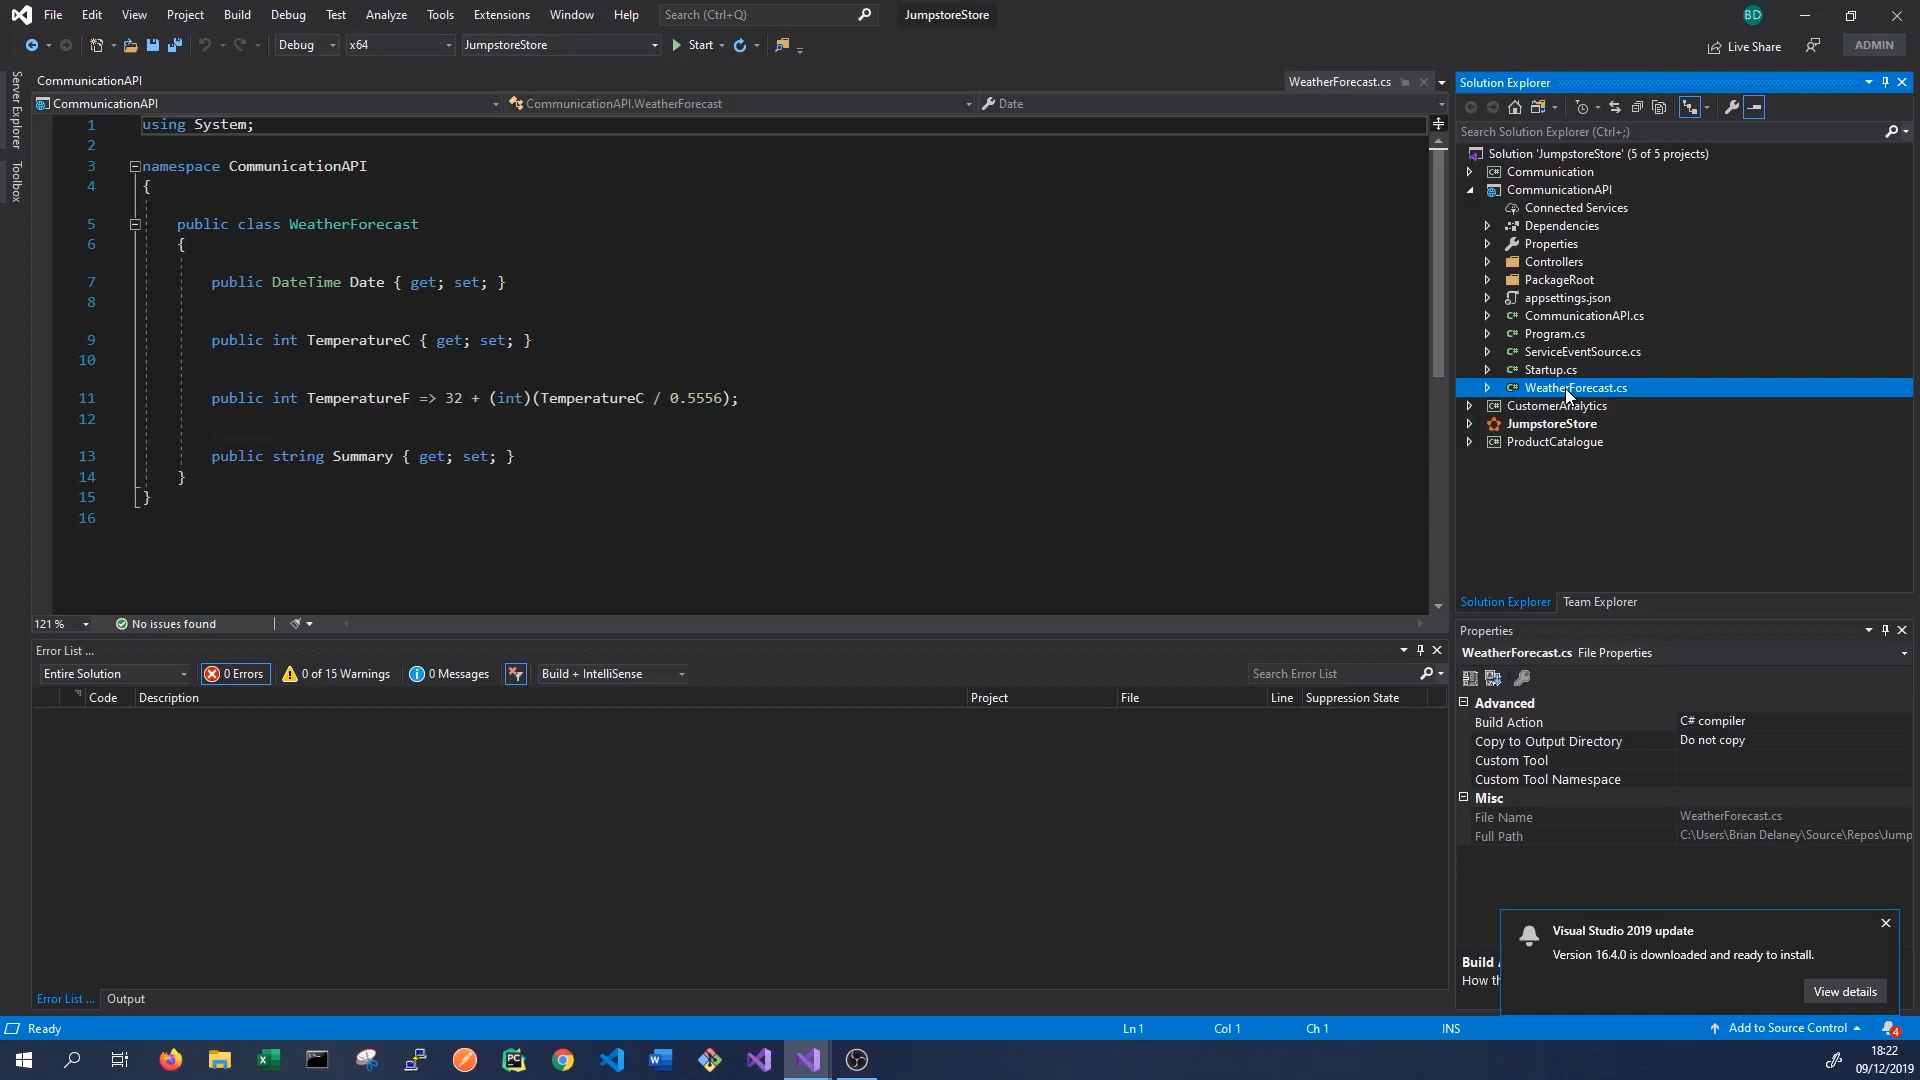 File Edit View Project Build Debug Test Analyze Tools Extensions Window Help Search (Ctrl+Q) JumpstoreStore BD
Debug x64 JumpstoreStore Start Live Share ADMIN
Server Explorer
Toolbox
CommunicationAPI WeatherForecast.cs
CommunicationAPI CommunicationAPI.WeatherForecast Date
1 using System;
2
3 namespace CommunicationAPI
4 {
5 public class WeatherForecast
6 {
7 public DateTime Date { get; set; }
8
9 public int TemperatureC { get; set; }
10
11 public int TemperatureF => 32 + (int)(TemperatureC / 0.5556);
12
13 public string Summary { get; set; }
14 }
15 }
16
121 % No issues found
Error List ...
Entire Solution 0 Errors 0 of 15 Warnings 0 Messages Build + IntelliSense Search Error List
Code Description Project File Line Suppression State
Error List ... Output
Solution Explorer
Search Solution Explorer (Ctrl+;)
Solution 'JumpstoreStore' (5 of 5 projects)
C# Communication
CommunicationAPI
Connected Services
Dependencies
Properties
Controllers
PackageRoot
appsettings.json
C# CommunicationAPI.cs
C# Program.cs
C# ServiceEventSource.cs
C# Startup.cs
C# WeatherForecast.cs
C# CustomerAnalytics
JumpstoreStore
C# ProductCatalogue
Solution Explorer Team Explorer
Properties
WeatherForecast.cs File Properties
Advanced
Build Action C# compiler
Copy to Output Directory Do not copy
Custom Tool
Custom Tool Namespace
Misc
File Name WeatherForecast.cs
Full Path C:\Users\Brian Delaney\Source\Repos\Jump
Build
How th
Visual Studio 2019 update
Version 16.4.0 is downloaded and ready to install.
View details
Ready Ln 1 Col 1 Ch 1 INS Add to Source Control 4
18:22
09/12/2019